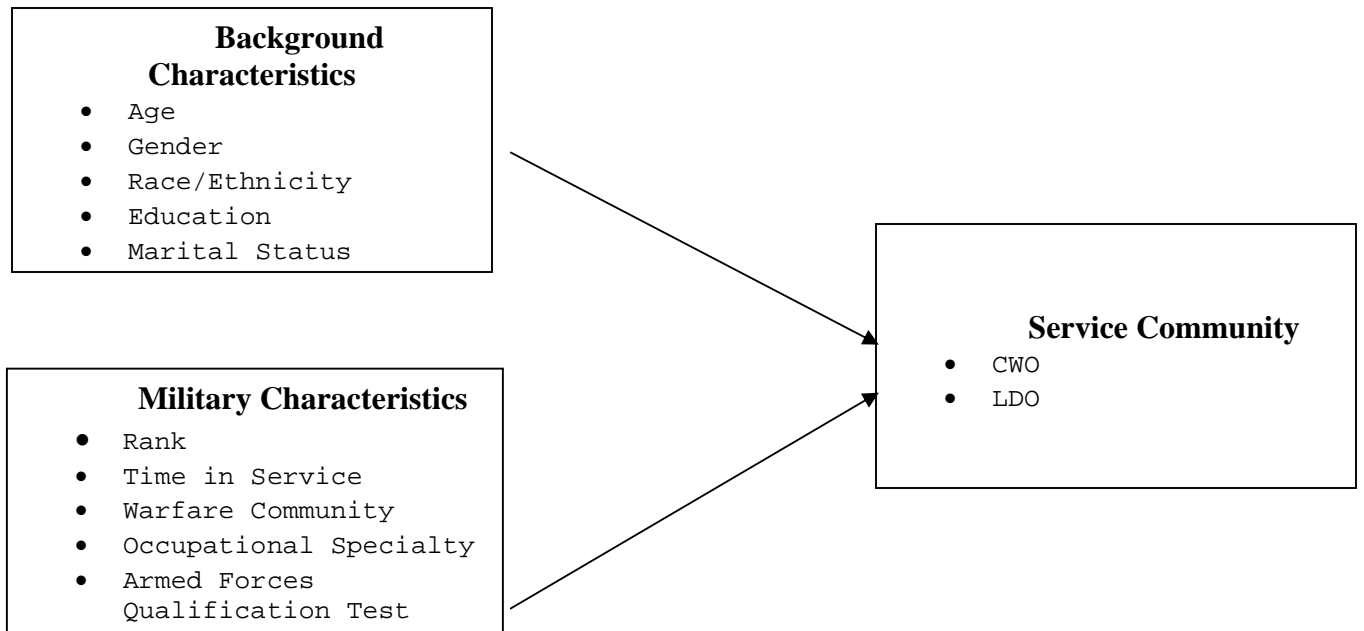 Background
Characteristics
• Age
• Gender
• Race/Ethnicity
• Education
• Marital Status
Service Community
• CWO
• LDO
Military Characteristics
• Rank
• Time in Service
• Warfare Community
• Occupational Specialty
• Armed Forces
Qualification Test